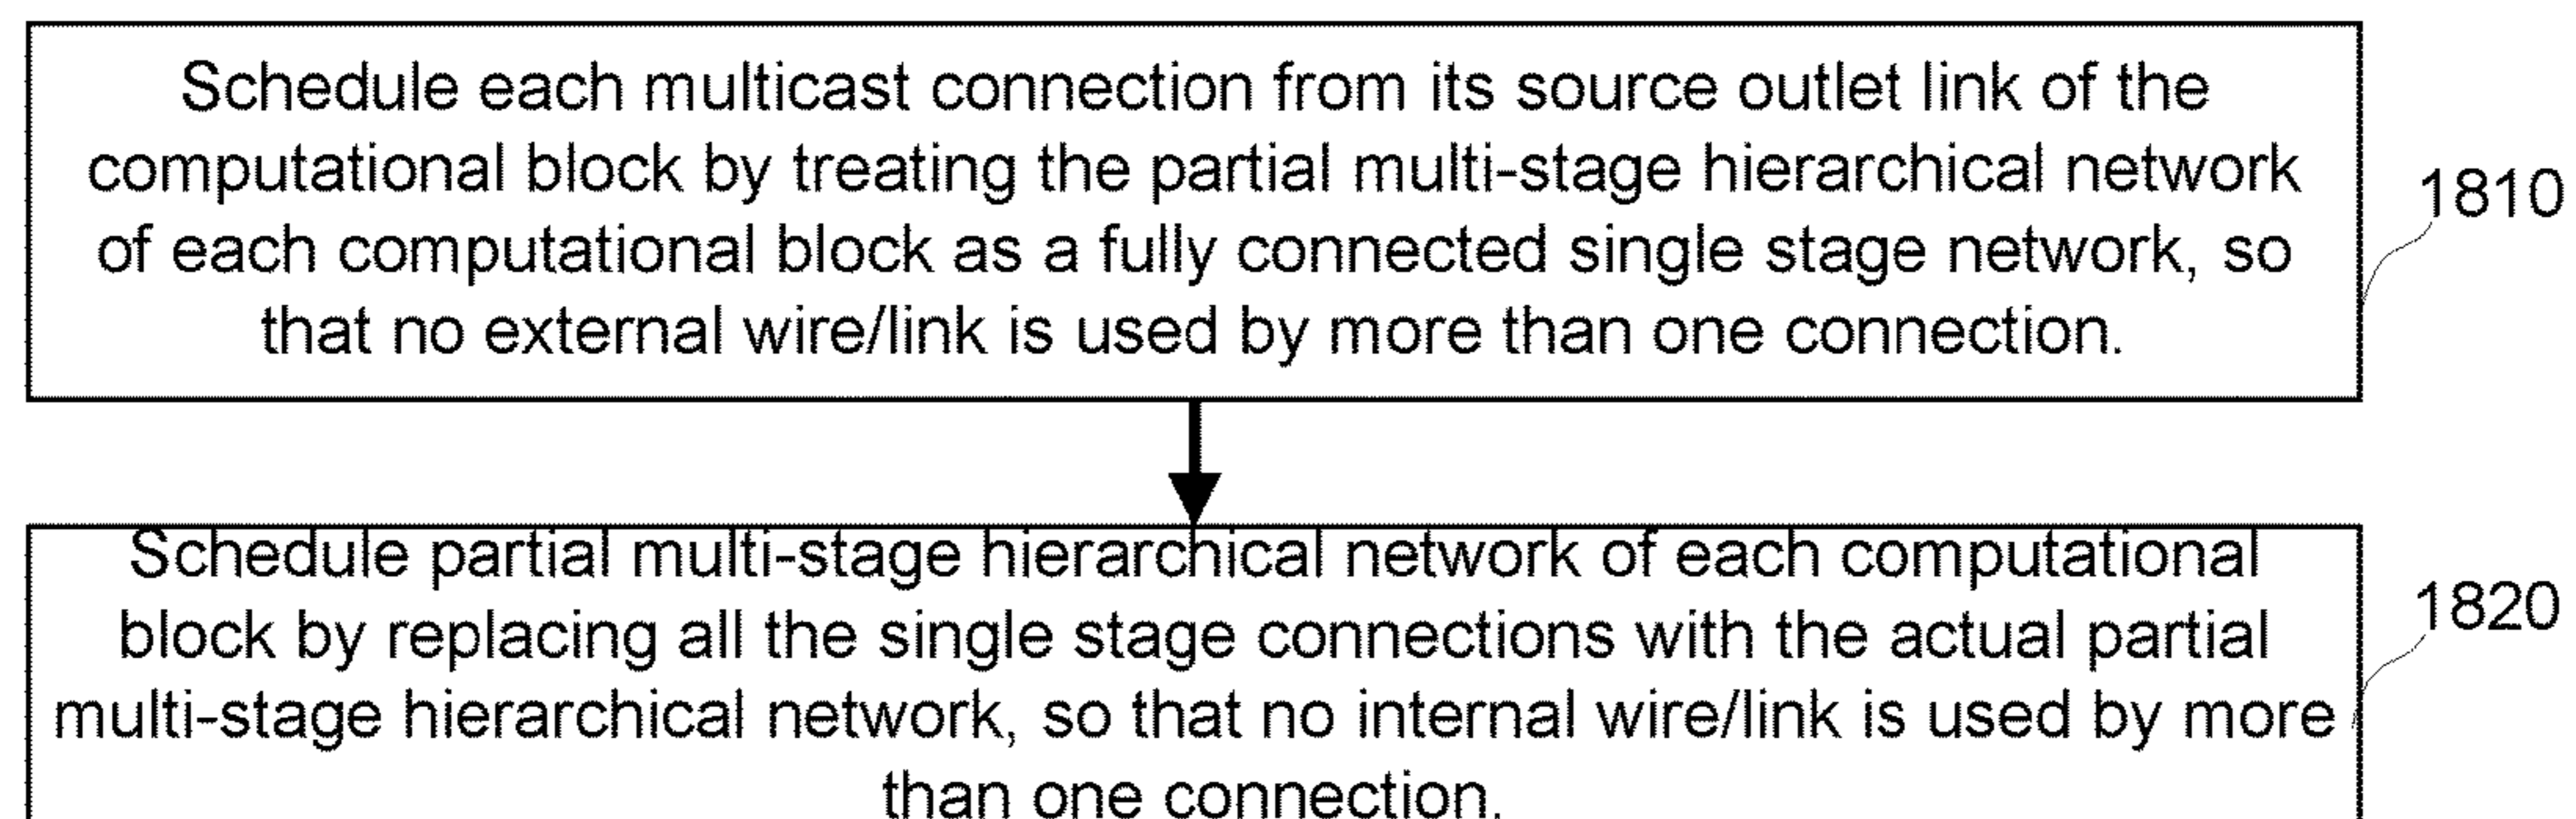 Schedule each multicast connection from its source outlet link of the
computational block by treating the partial multi-stage hierarchical network
of each computational block as a fully connected single stage network, so
that no external wire/link is used by more than one connection.
1810
Schedule partial multi-stage hierarchical network of each computational
block by replacing all the single stage connections with the actual partial
multi-stage hierarchical network, so that no internal wire/link is used by more
than one connection.
1820